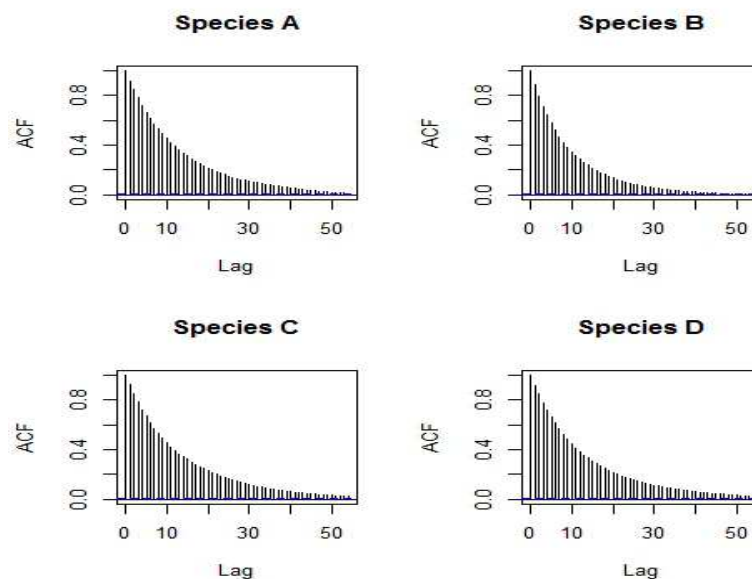 Species A
ACF
0.0 0.4 0.8
0 10 30 50
Lag
Species B
ACF
0.0 0.4 0.8
0 10 30 50
Lag
Species C
ACF
0.0 0.4 0.8
0 10 30 50
Lag
Species D
ACF
0.0 0.4 0.8
0 10 30 50
Lag